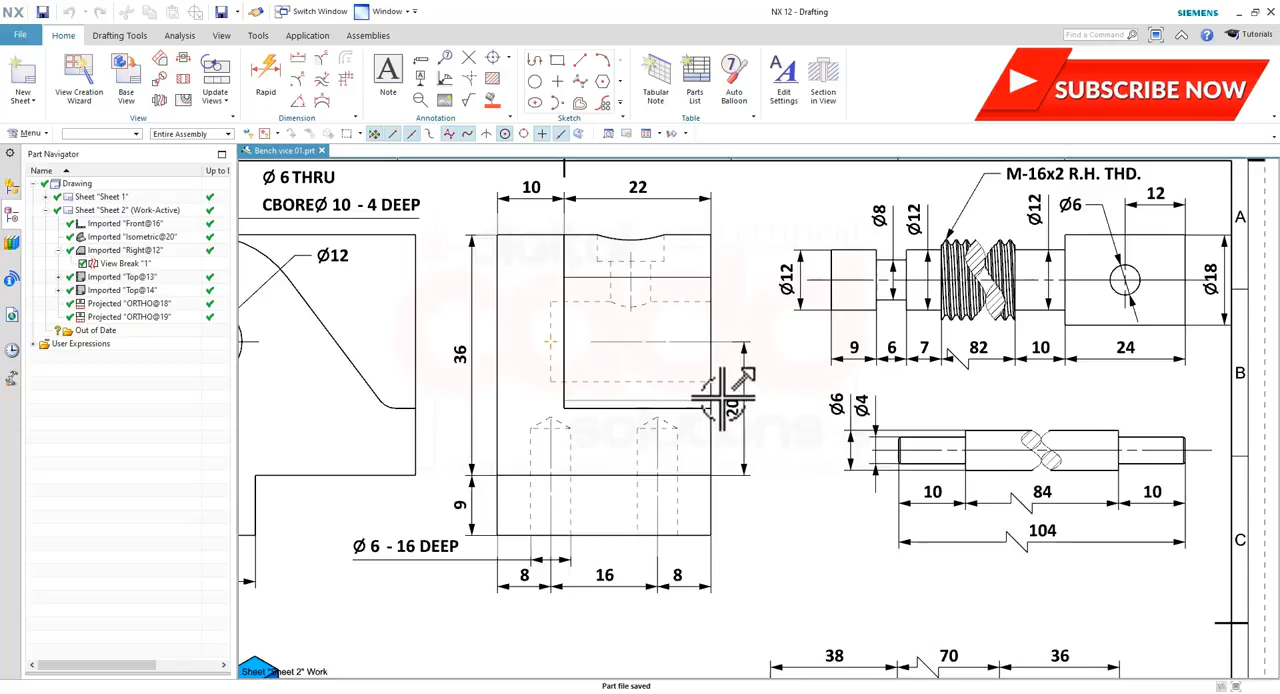 NX
Switch Window
Window
NX 12 - Drafting
SIEMENS
File
Home
Drafting Tools
Analysis
View
Tools
Application
Assemblies
Find a Command
Tutorials
New
Sheet
View Creation
Wizard
Base
View
Update
Views
View
Rapid
Dimension
Note
Annotation
Sketch
Tabular
Note
Parts
List
Auto
Balloon
Table
Edit
Settings
Section
in View
SUBSCRIBE NOW
Menu
Entire Assembly
Part Navigator
Bench vice 01.prt
Name
Up to D
Drawing
Sheet "Sheet 1"
Sheet "Sheet 2" (Work-Active)
Imported "Front@16"
Imported "Isometric@20"
Imported "Right@12"
View Break "1"
Imported "Top@13"
Imported "Top@14"
Projected "ORTHO@18"
Projected "ORTHO@19"
Out of Date
User Expressions
Ø 6 THRU
CBOREØ 10 - 4 DEEP
10
22
Ø12
36
20
9
Ø 6 - 16 DEEP
8
16
8
M-16x2 R.H. THD.
Ø12
Ø8
Ø12
Ø12
Ø6
12
Ø18
9
6
7
82
10
24
Ø6
Ø4
10
84
10
104
38
70
36
A
B
C
Sheet "Sheet 2" Work
Part file saved